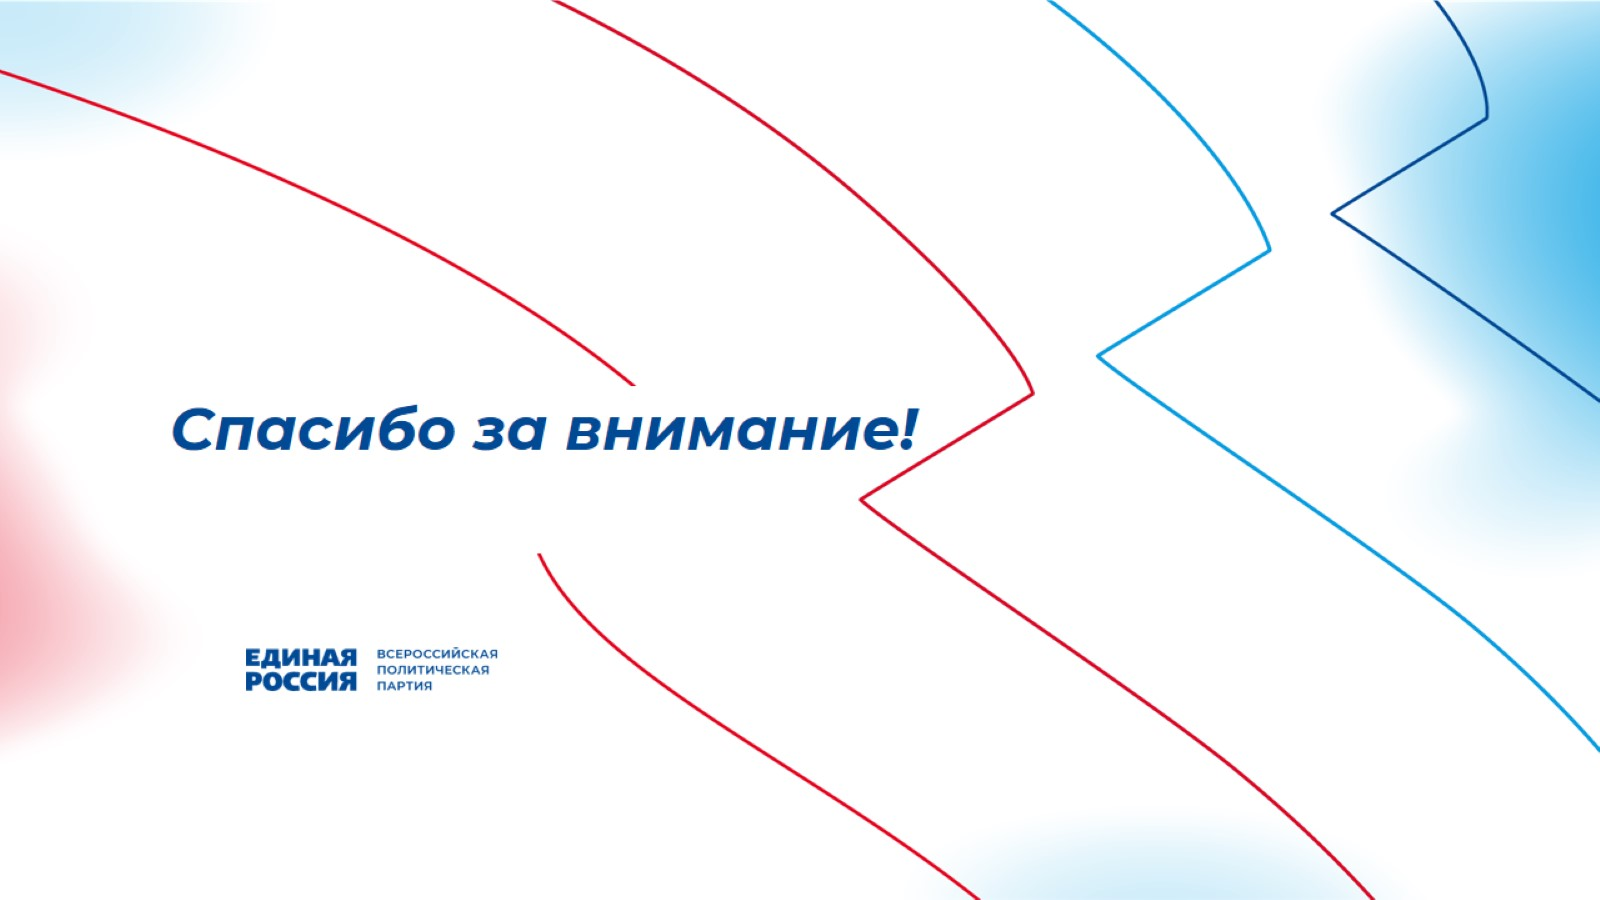 Спасибо за внимание!
ЕДИНАЯ
РОССИЯ
ВСЕРОССИЙСКАЯ
ПОЛИТИЧЕСКАЯ
ПАРТИЯ